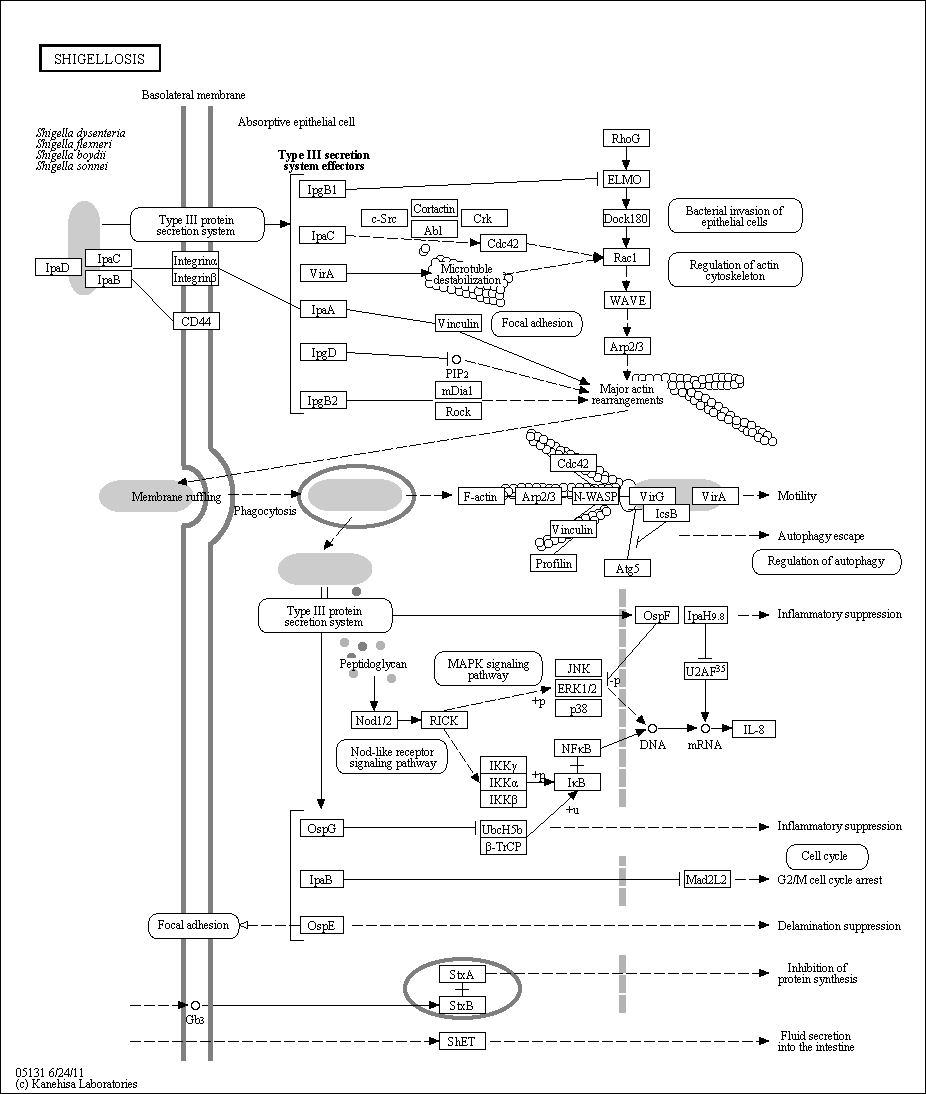 SHIGELLOSIS
Basolateral membrane
Absorptive epithelial cell
Shigella dysenteria
Shigella flexneri
Shigella boydii
Shigella sonnei
Type III secretion
system effectors
RhoG
ELMO
Dock180
Rac1
WAVE
Arp2/3
Bacterial invasion of
epithelial cells
Regulation of actin
cytoskeleton
Type III protein
secretion system
IpgB1
IpaC
VirA
IpaA
IpgD
IpgB2
c-Src
Cortactin
Crk
Abl
Cdc42
Microtuble
destabilization
IpaD
IpaC
IpaB
Integrinα
Integrinβ
CD44
Vinculin
Focal adhesion
PIP2
mDia1
Rock
Major actin
rearrangements
Membrane ruffling
Phagocytosis
Cdc42
F-actin
Arp2/3
N-WASP
VirG
VirA
Motility
IcsB
Vinculin
Profilin
Atg5
Autophagy escape
Regulation of autophagy
Type III protein
secretion system
OspF
IpaH9.8
Inflammatory suppression
Peptidoglycan
MAPK signaling
pathway
JNK
ERK1/2
p38
-p
+p
U2AF35
Nod1/2
RICK
DNA
mRNA
IL-8
Nod-like receptor
signaling pathway
NFκB
IKKγ
IKKα
IKKβ
+p
IκB
+u
OspG
UbcH5b
β-TrCP
Inflammatory suppression
Cell cycle
IpaB
Mad2L2
G2/M cell cycle arrest
Focal adhesion
OspE
Delamination suppression
StxA
StxB
Inhibition of
protein synthesis
Gb3
ShET
Fluid secretion
into the intestine
05131 6/24/11
(c) Kanehisa Laboratories